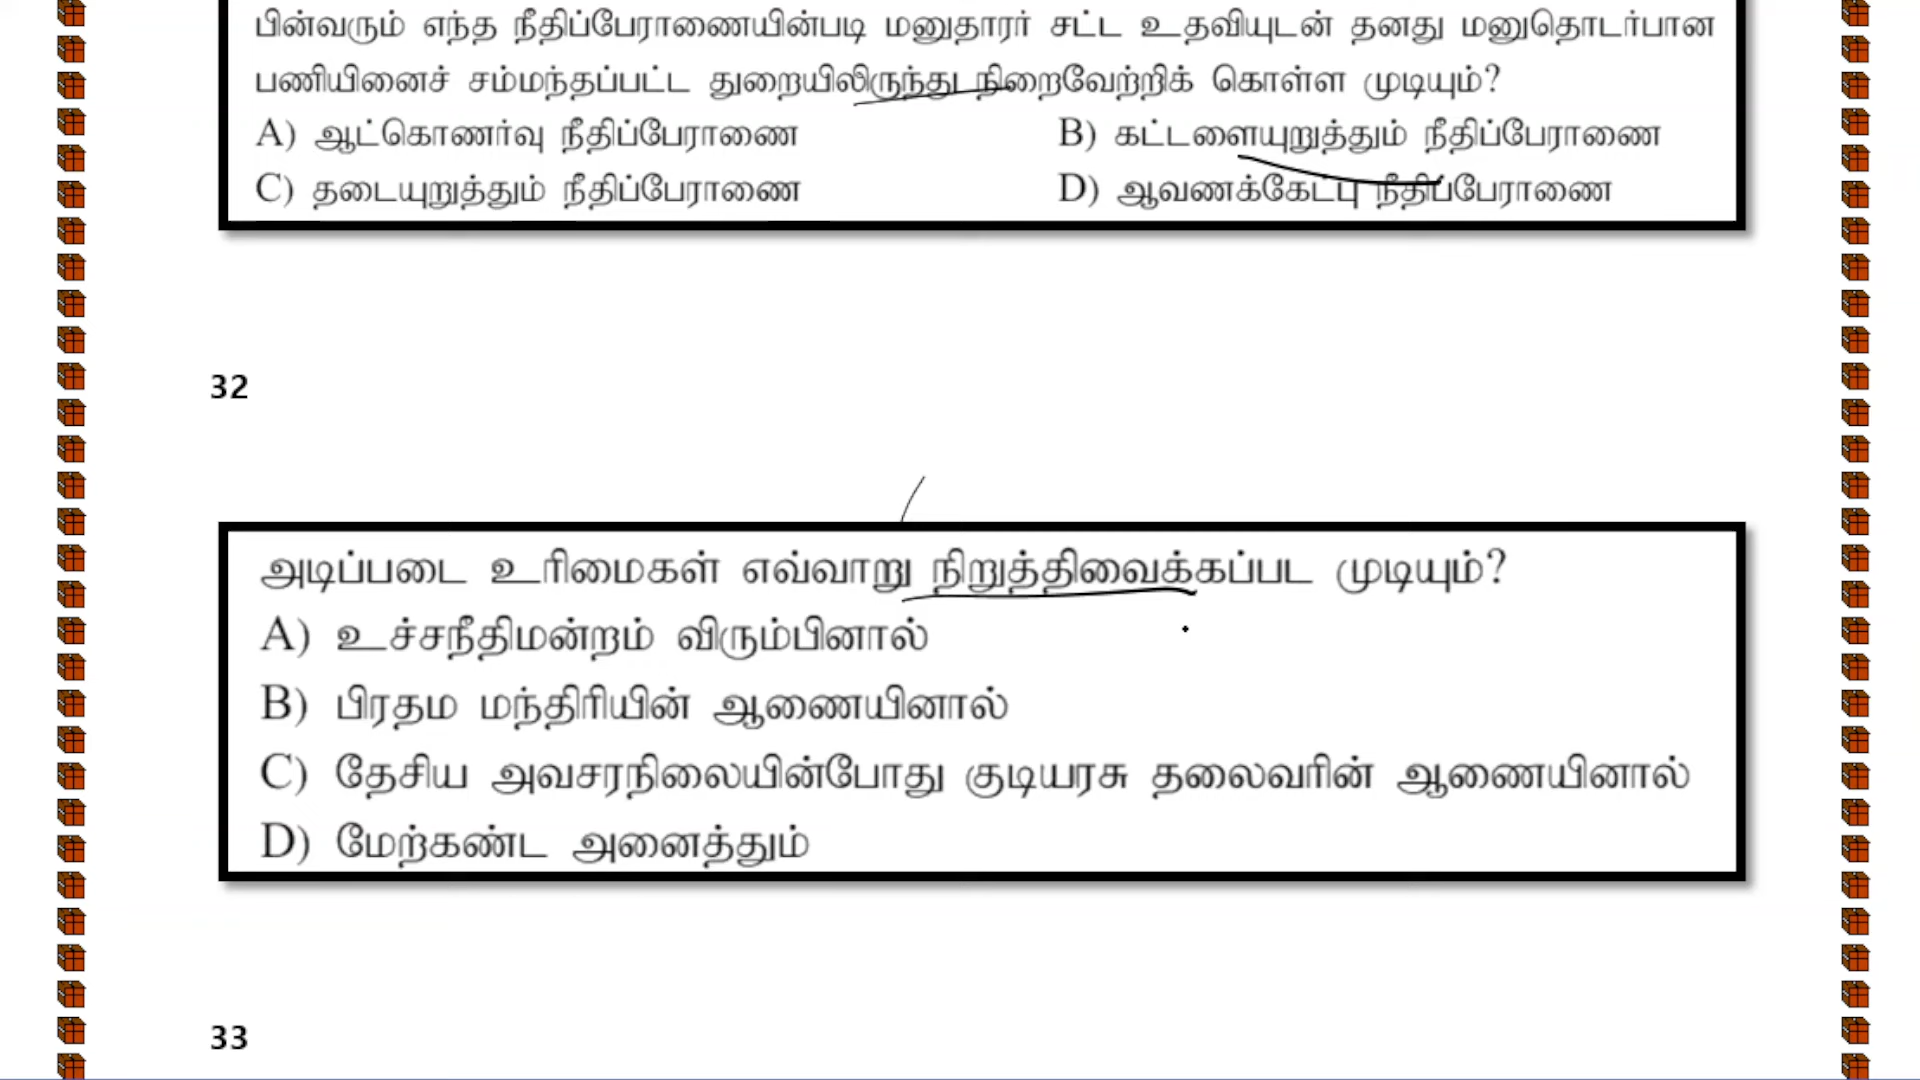 பின்வரும் எந்த நீதிப்பேராணையின்படி மனுதாரர் சட்ட உதவியுடன் தனது மனுதொடர்பான
பணியினைச் சம்மந்தப்பட்ட துறையிலிருந்து நிறைவேற்றிக் கொள்ள முடியும்?
A) ஆட்கொணர்வு நீதிப்பேராணை B) கட்டளையுறுத்தும் நீதிப்பேராணை
C) தடையுறுத்தும் நீதிப்பேராணை D) ஆவணக்கேட்பு நீதிப்பேராணை
32
அடிப்படை உரிமைகள் எவ்வாறு நிறுத்திவைக்கப்பட முடியும்?
A) உச்சநீதிமன்றம் விரும்பினால்
B) பிரதம மந்திரியின் ஆணையினால்
C) தேசிய அவசரநிலையின்போது குடியரசு தலைவரின் ஆணையினால்
D) மேற்கண்ட அனைத்தும்
33